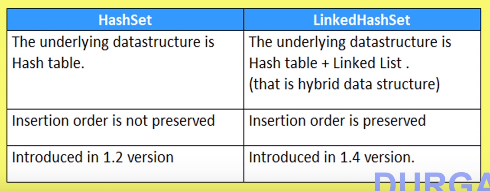 HashSet
LinkedHashSet
The underlying datastructure is
Hash table.
The underlying datastructure is
Hash table + Linked List .
(that is hybrid data structure)
Insertion order is not preserved
Insertion order is preserved
Introduced in 1.2 version
Introduced in 1.4 version.
DURGA